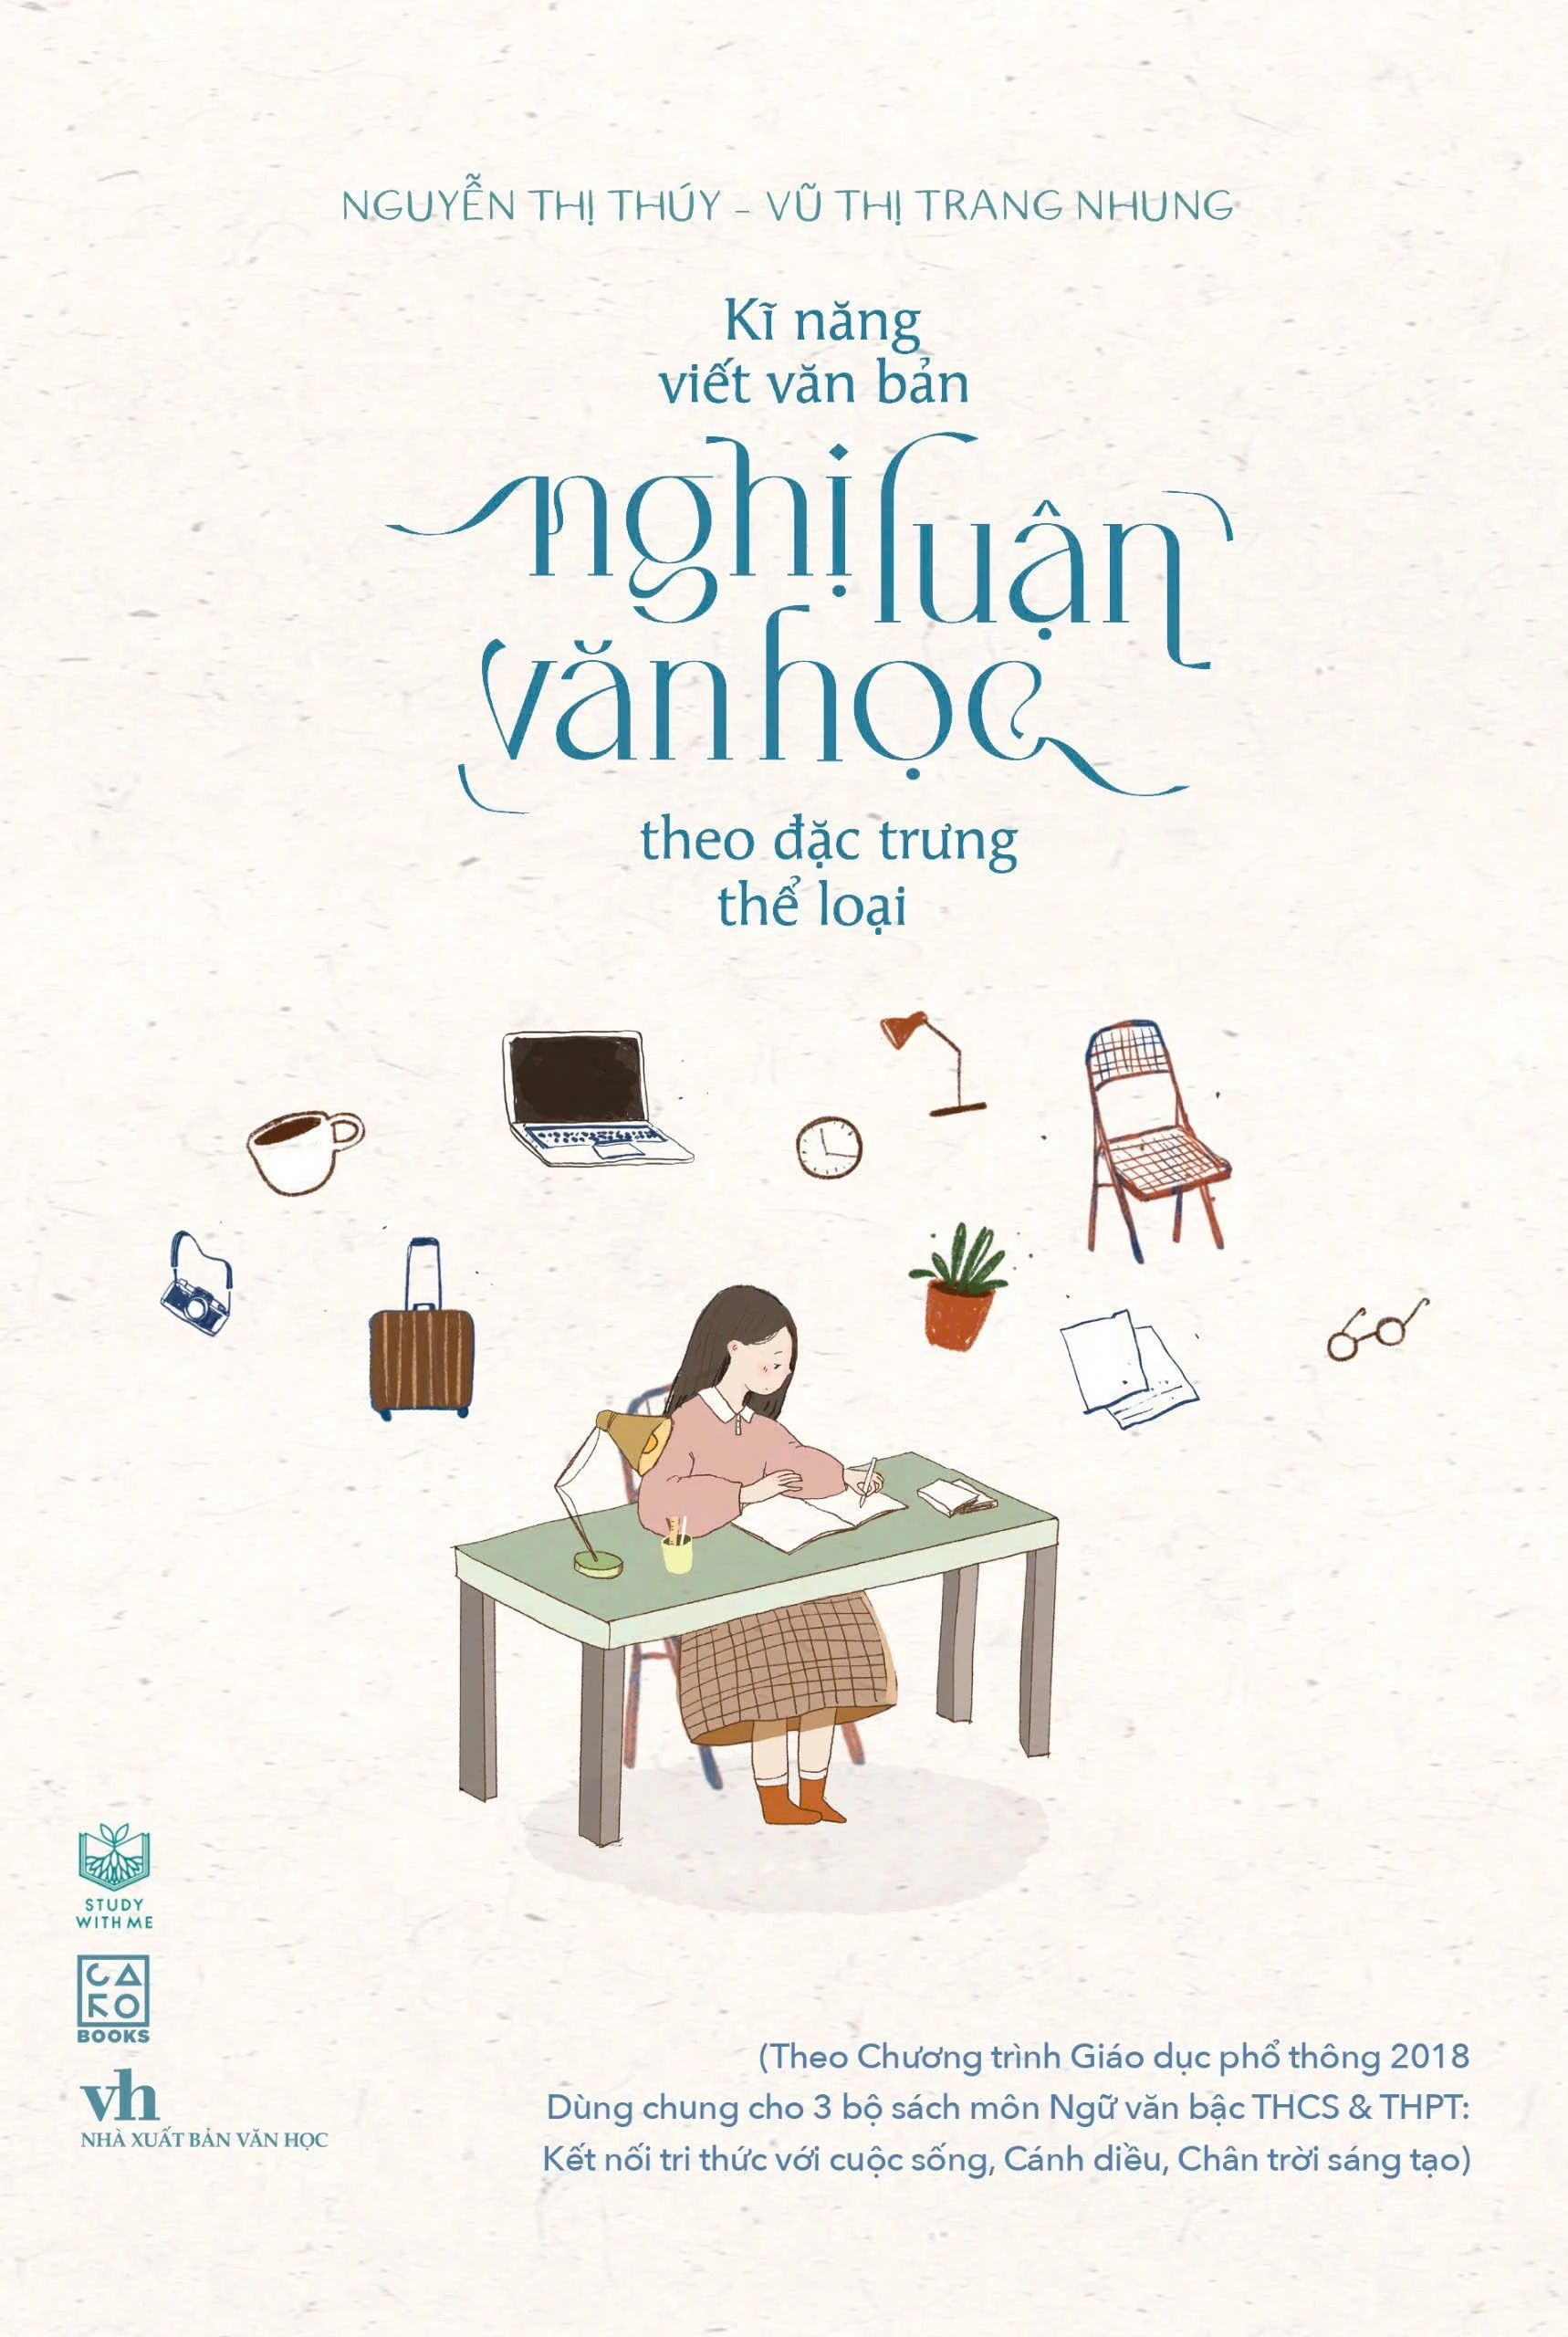 NGUYỄN THỊ THÚY - VŨ THỊ TRANG NHUNG
Kĩ năng
viết văn bản
nghị luận
văn học
theo đặc trưng
thể loại
STUDY
WITH ME
CARO
BOOKS
vh
NHÀ XUẤT BẢN VĂN HỌC
(Theo Chương trình Giáo dục phổ thông 2018
Dùng chung cho 3 bộ sách môn Ngữ văn bậc THCS & THPT:
Kết nối tri thức với cuộc sống, Cánh diều, Chân trời sáng tạo)